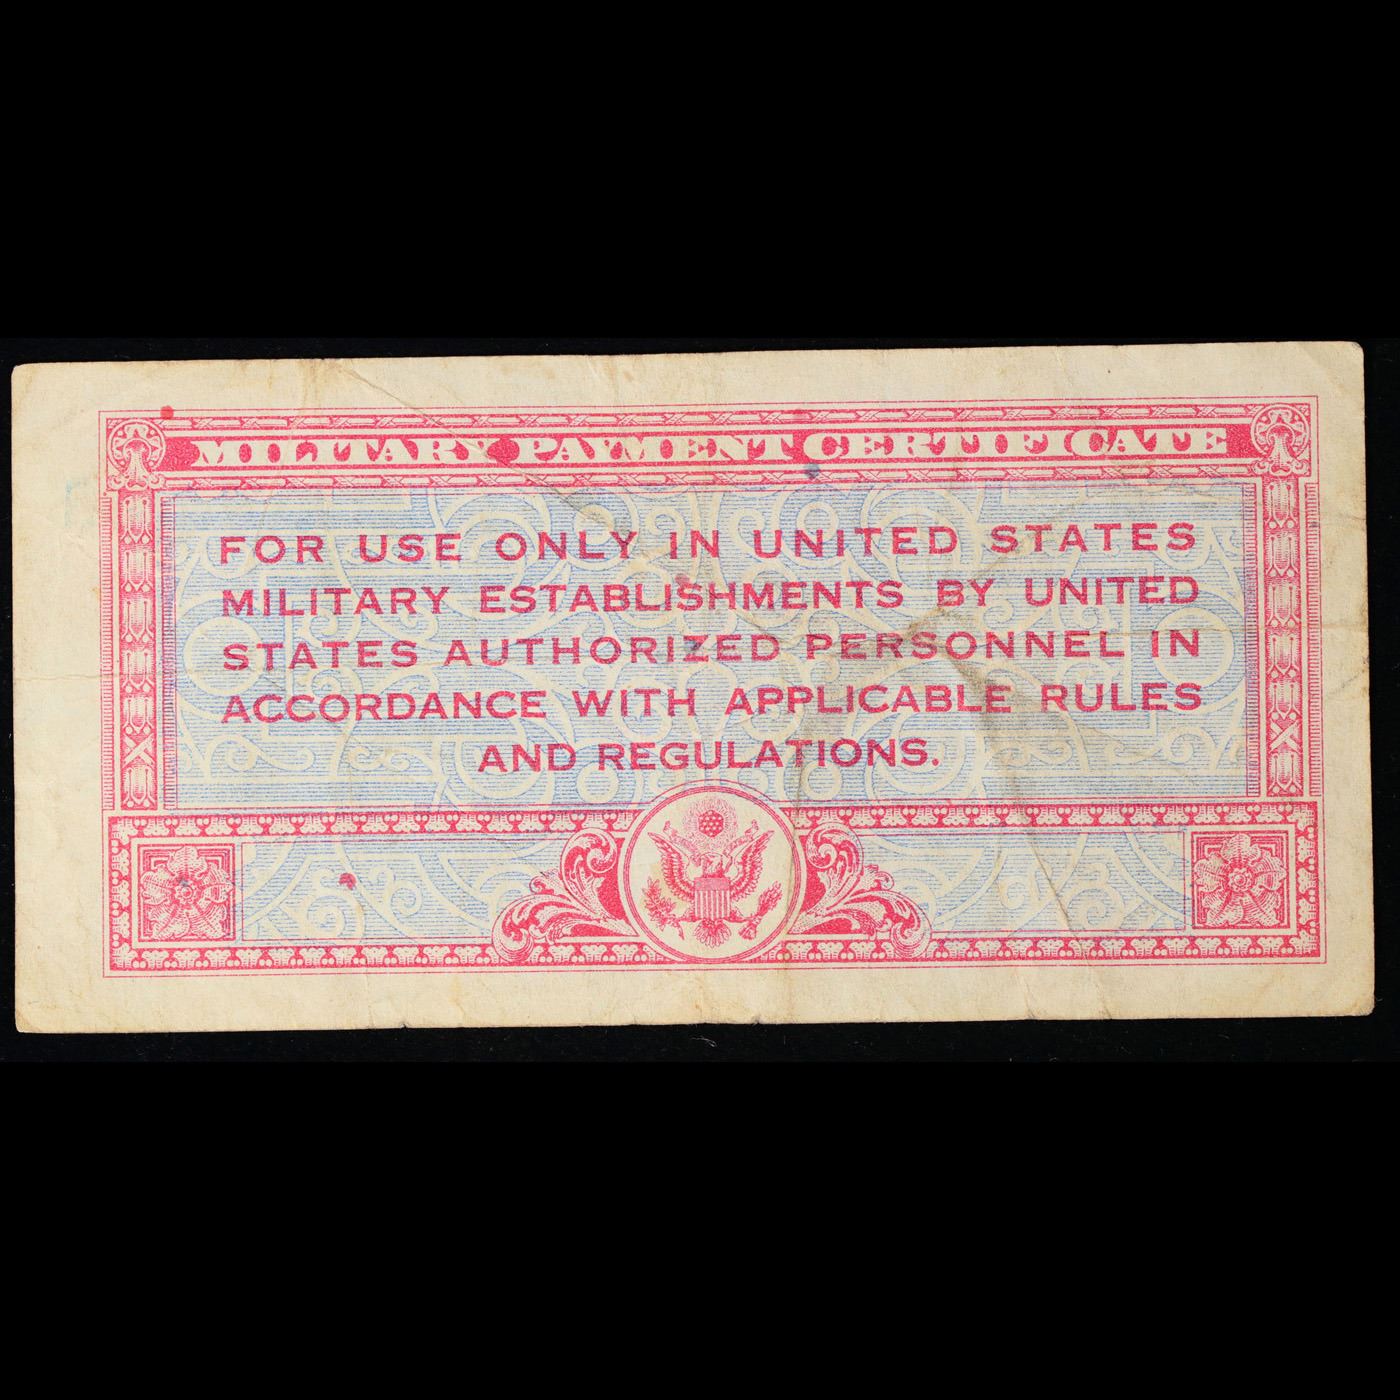 MILITARY PAYMENT CERTIFICATE
FOR USE ONLY IN UNITED STATES
MILITARY ESTABLISHMENTS BY UNITED
STATES AUTHORIZED PERSONNEL IN
ACCORDANCE WITH APPLICABLE RULES
AND REGULATIONS.